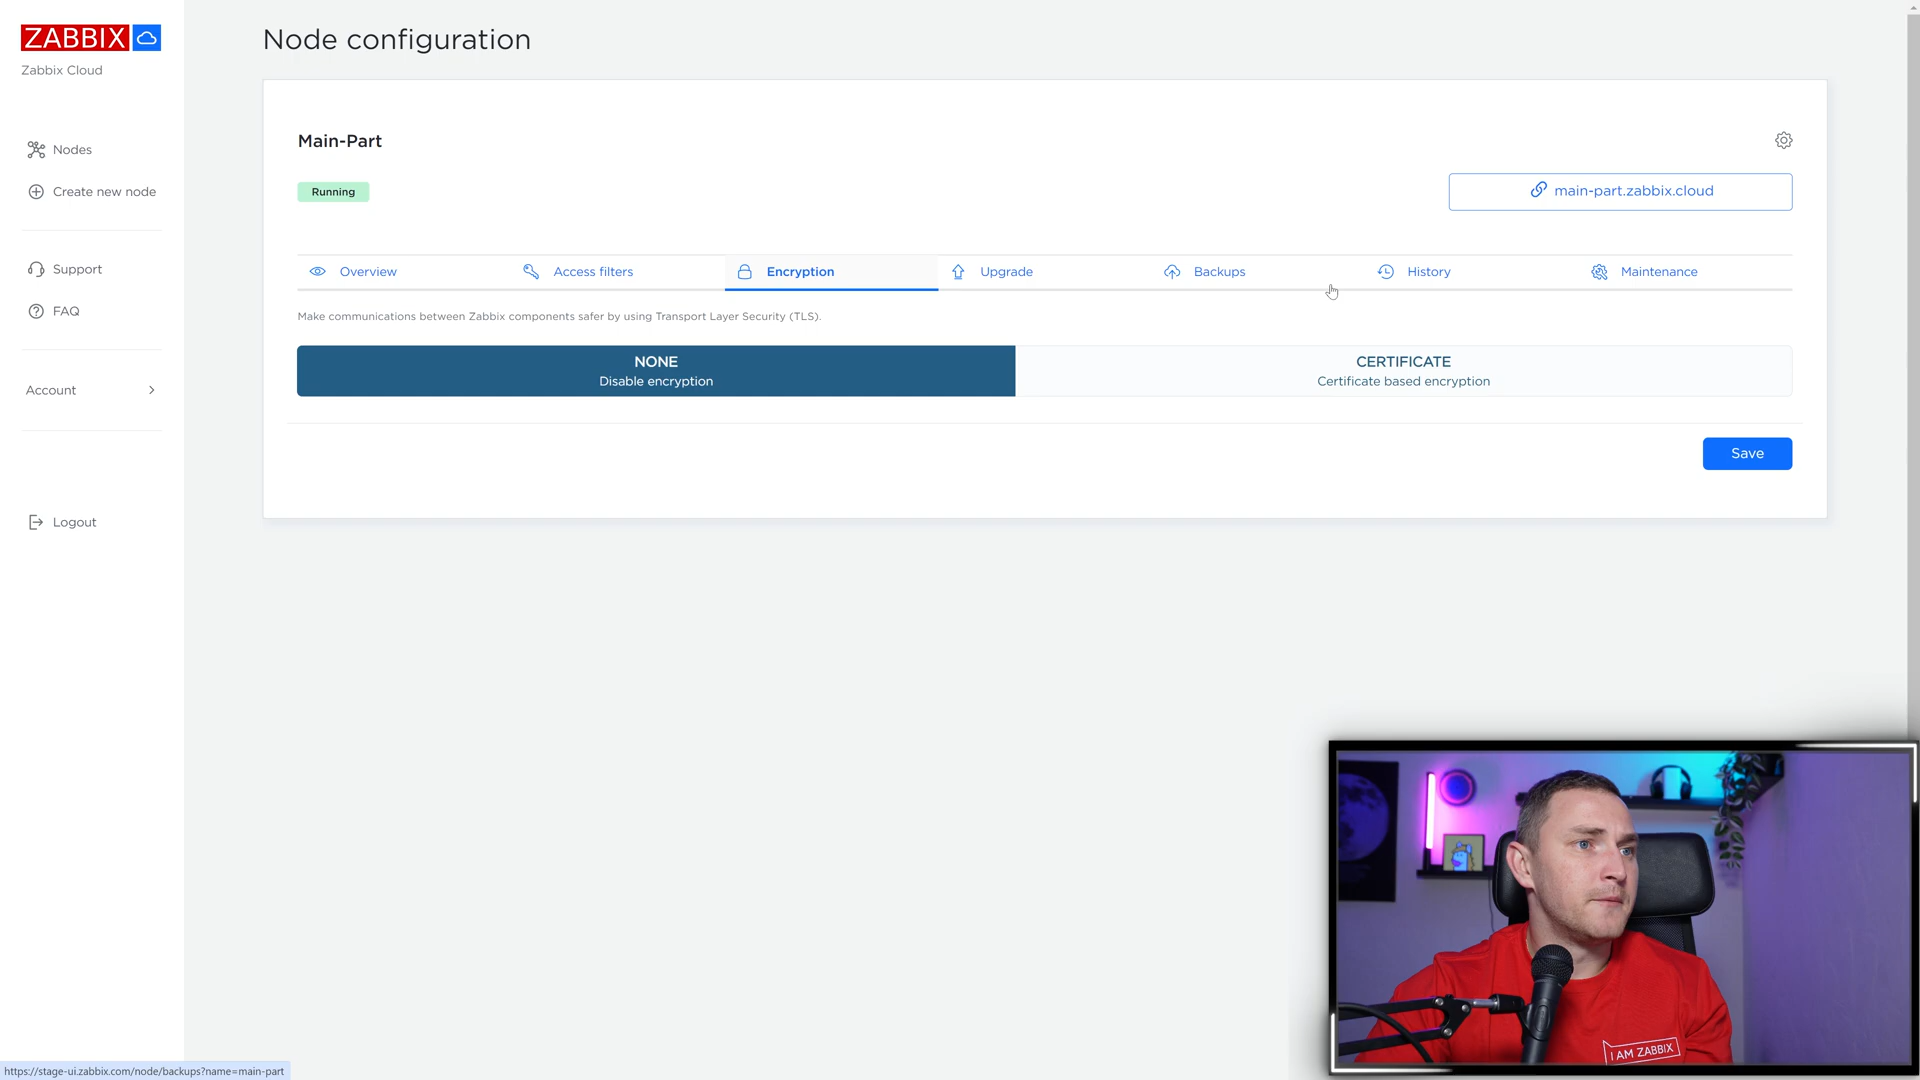 ZABBIX
Zabbix Cloud
Nodes
Create new node
Support
FAQ
Account
Logout
Node configuration
Main-Part
Running
main-part.zabbix.cloud
Overview
Access filters
Encryption
Upgrade
Backups
History
Maintenance
Make communications between Zabbix components safer by using Transport Layer Security (TLS).
NONE
Disable encryption
CERTIFICATE
Certificate based encryption
Save
I AM ZABBIX
https://stage-ui.zabbix.com/node/backups?name=main-part